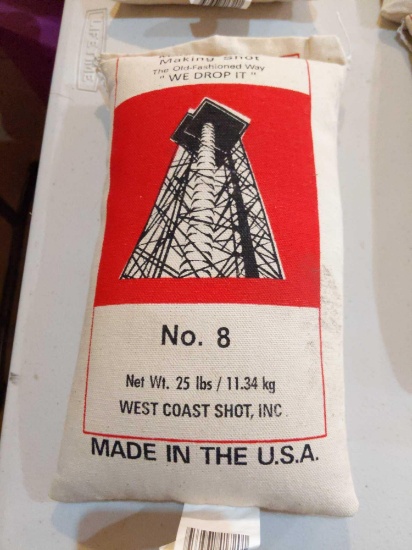 LIFETIME
Making Shot
The Old-Fashioned Way
" WE DROP IT "
No. 8
Net Wt. 25 lbs / 11.34 kg
WEST COAST SHOT, INC
MADE IN THE U.S.A.